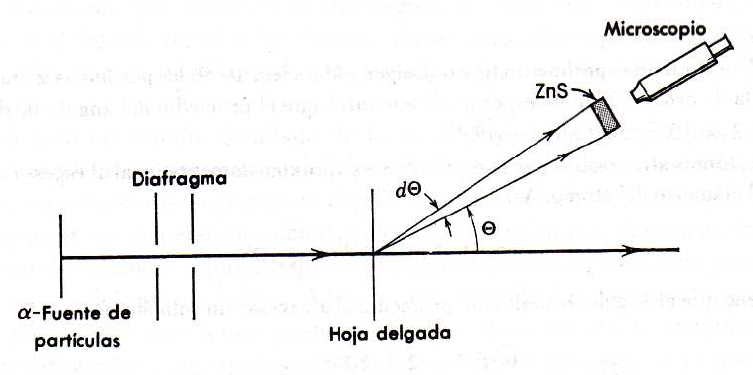 Microscopio
ZnS
Diafragma
dΘ
Θ
α-Fuente de
partículas
Hoja delgada